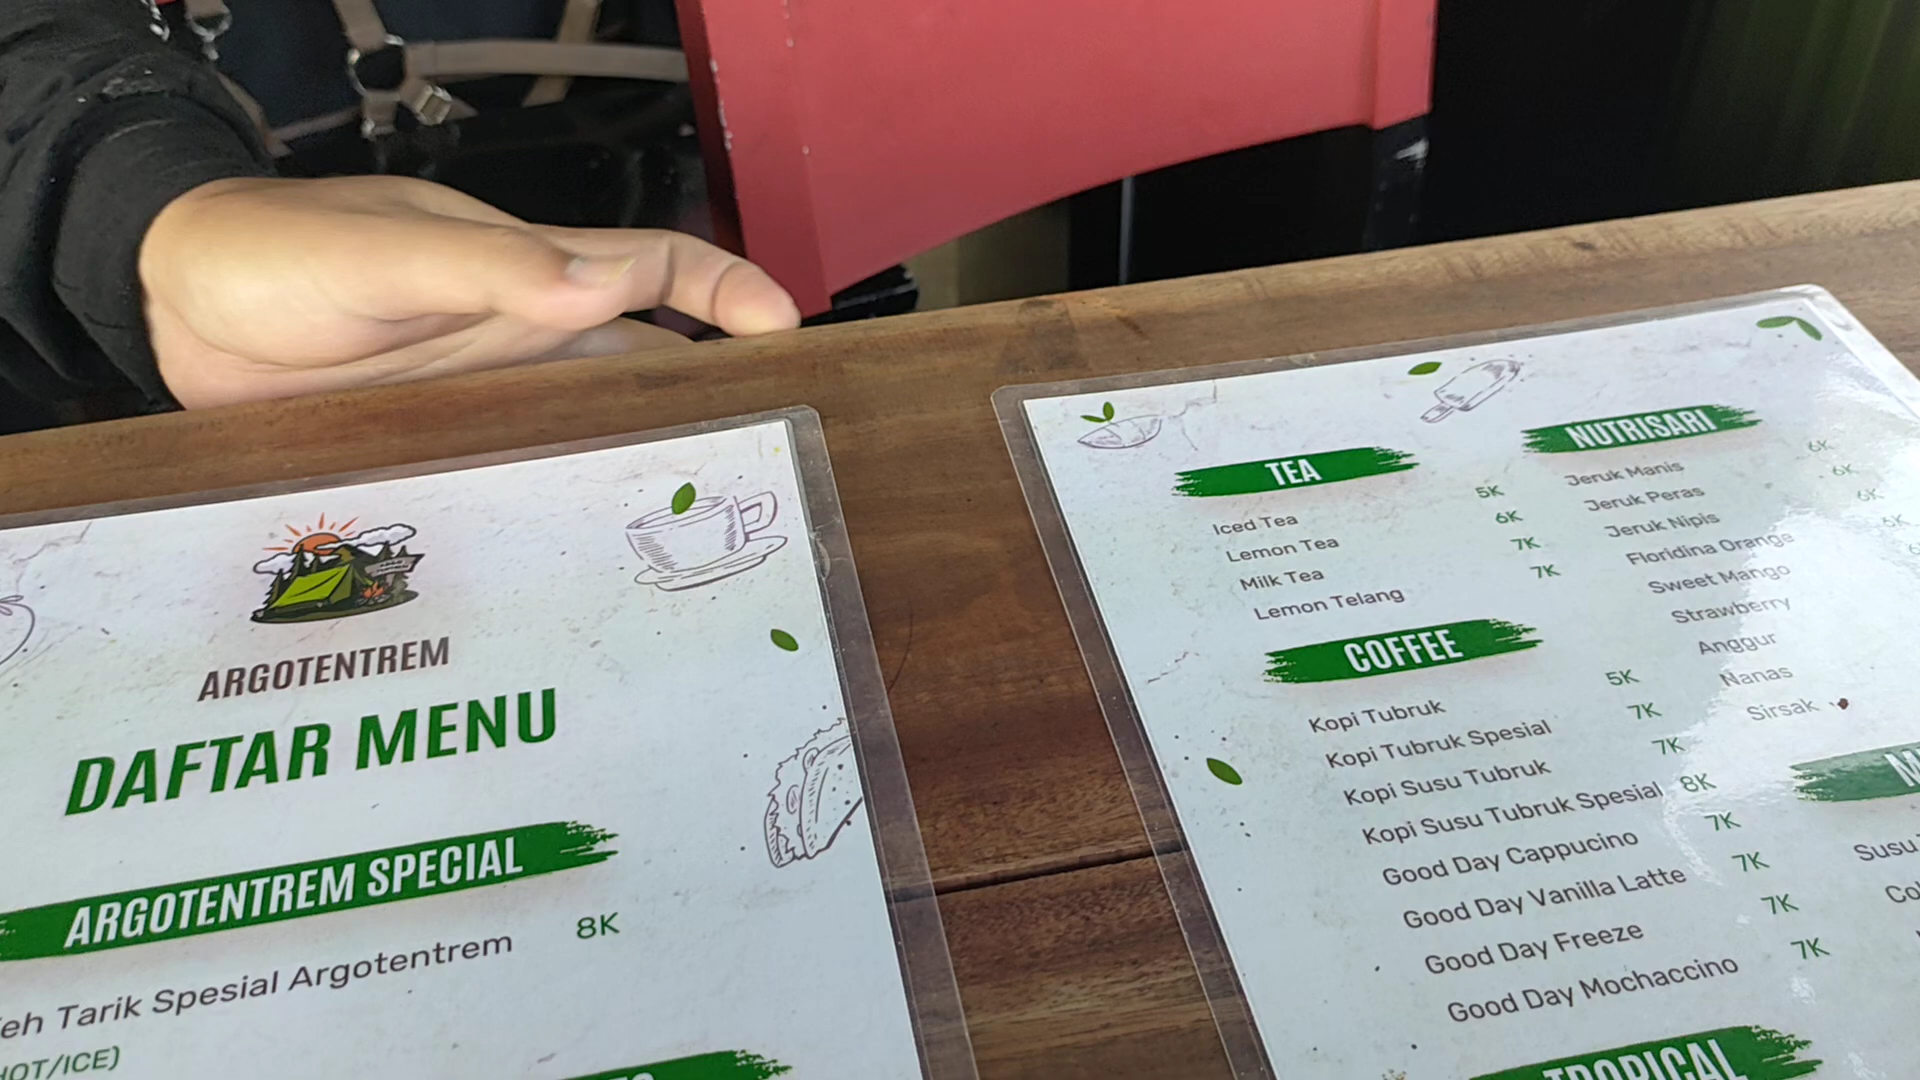 ARGOTENTREM
DAFTAR MENU
ARGOTENTREM SPECIAL
Teh Tarik Spesial Argotentrem 8K
(HOT/ICE)
TEA
Iced Tea 5K
Lemon Tea 6K
Milk Tea 7K
Lemon Telang 7K
COFFEE
Kopi Tubruk 5K
Kopi Tubruk Spesial 7K
Kopi Susu Tubruk 7K
Kopi Susu Tubruk Spesial 8K
Good Day Cappucino 7K
Good Day Vanilla Latte 7K
Good Day Freeze 7K
Good Day Mochaccino 7K
TROPICAL
NUTRISARI
Jeruk Manis 6K
Jeruk Peras 6K
Jeruk Nipis 6K
Floridina Orange 6K
Sweet Mango
Strawberry
Anggur
Nanas
Sirsak
Susu